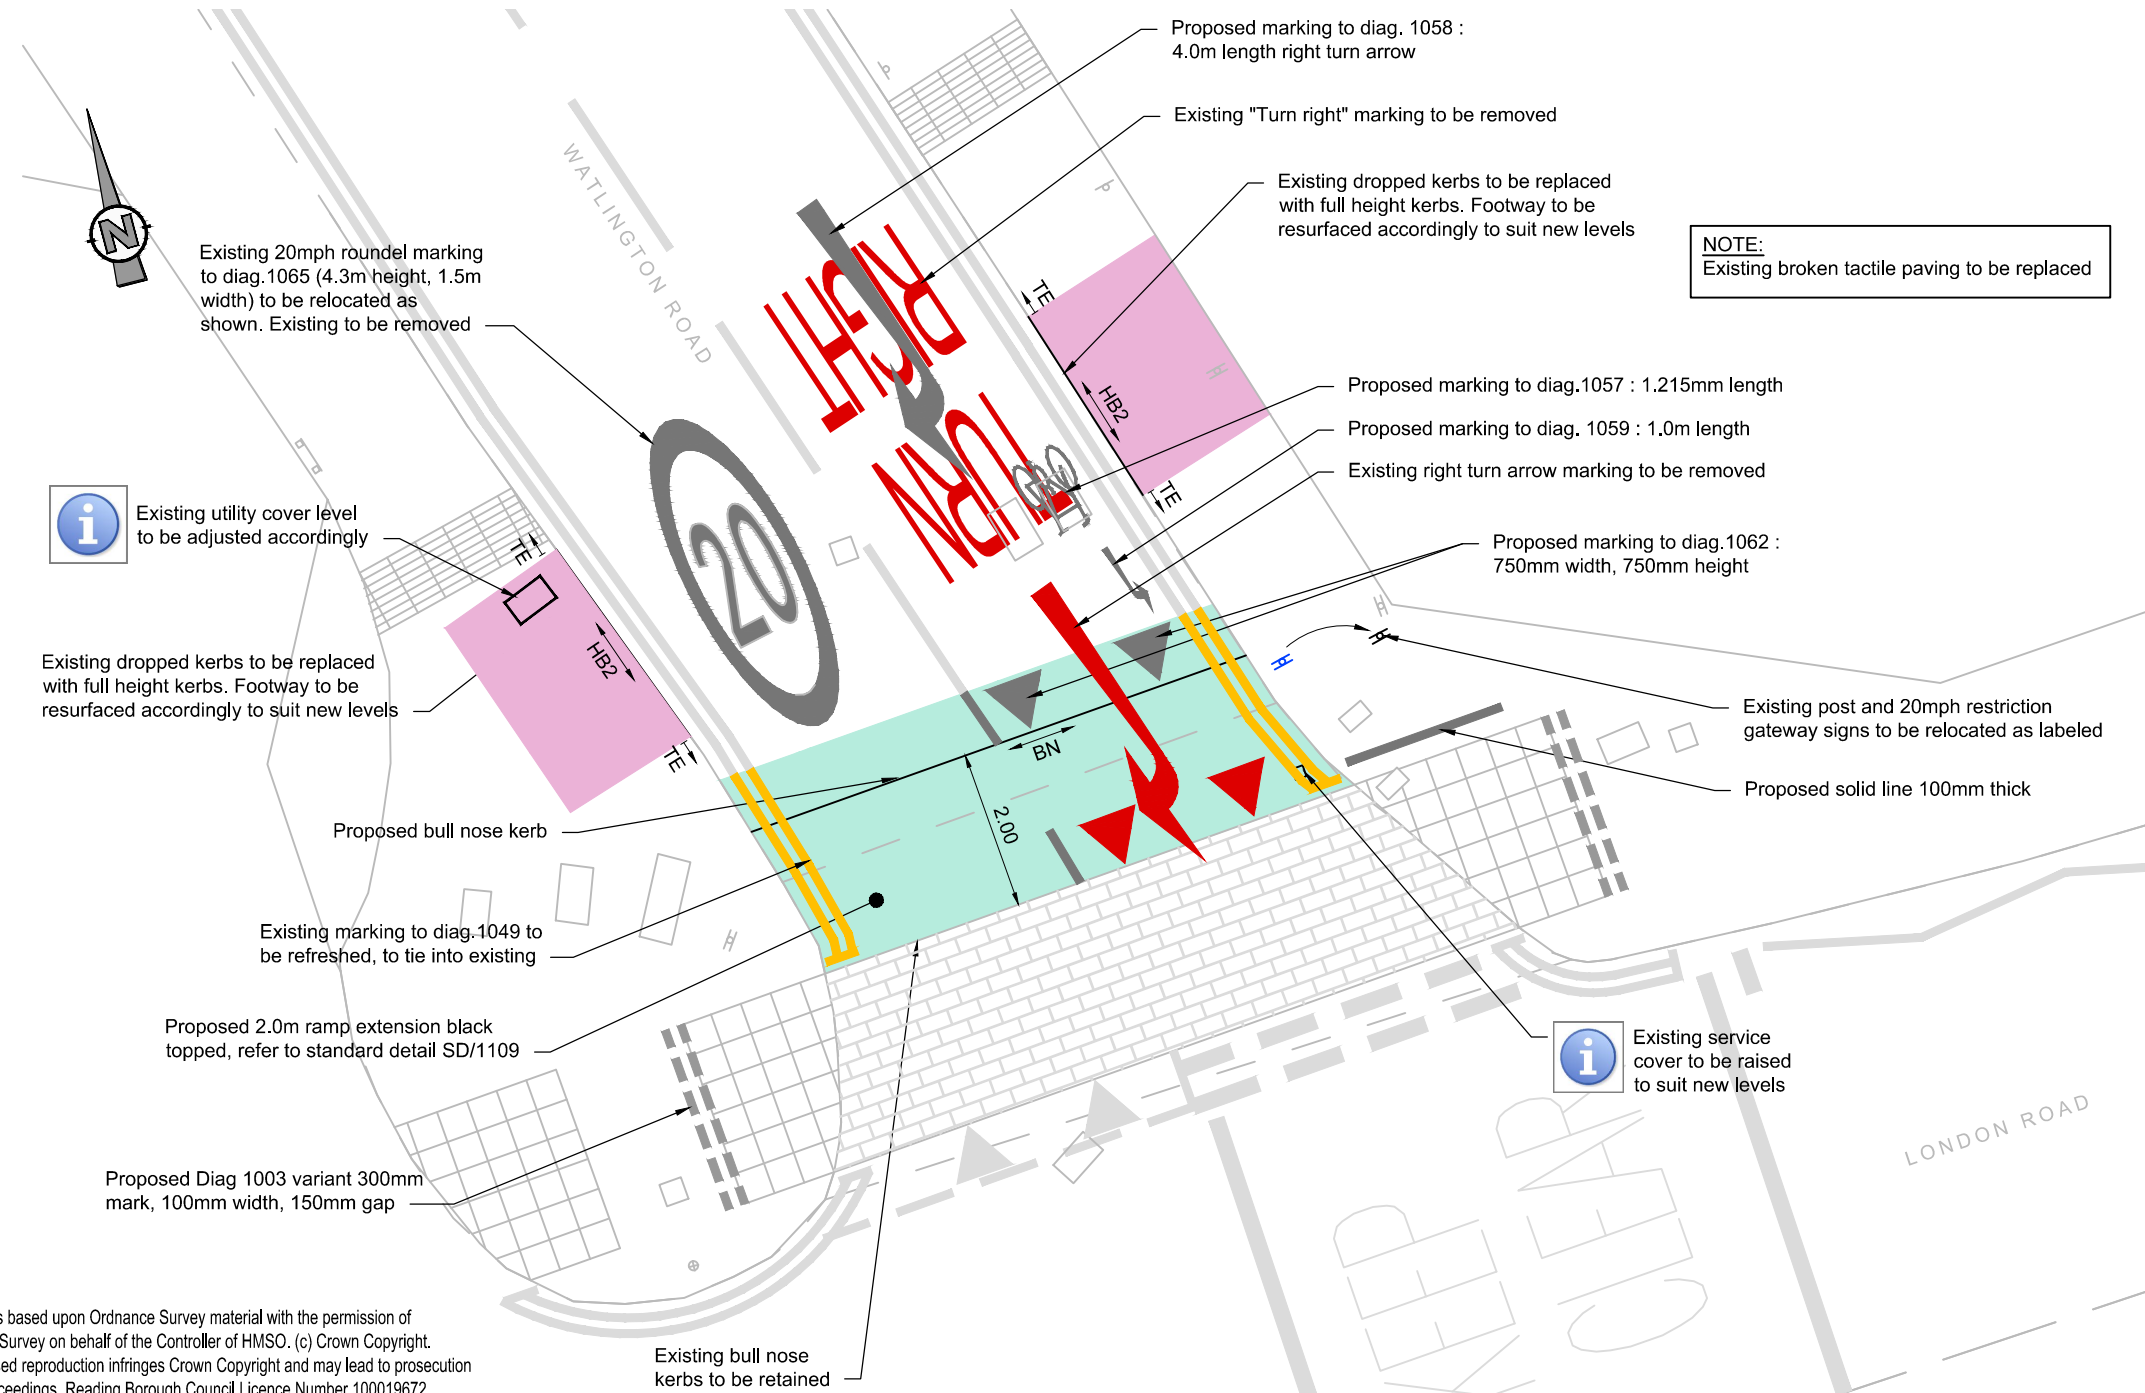 Proposed marking to diag. 1058 :
4.0m length right turn arrow
Existing "Turn right" marking to be removed
Existing dropped kerbs to be replaced
with full height kerbs. Footway to be
resurfaced accordingly to suit new levels
NOTE:
Existing broken tactile paving to be replaced
WATLINGTON ROAD
N
Existing 20mph roundel marking
to diag.1065 (4.3m height, 1.5m
width) to be relocated as
shown. Existing to be removed
TE
HB2
TE
RIGHT
TURN
20
Proposed marking to diag.1057 : 1.215mm length
Proposed marking to diag. 1059 : 1.0m length
Existing right turn arrow marking to be removed
Proposed marking to diag.1062 :
750mm width, 750mm height
i
Existing utility cover level
to be adjusted accordingly
TE
HB2
TE
Existing dropped kerbs to be replaced
with full height kerbs. Footway to be
resurfaced accordingly to suit new levels
Existing post and 20mph restriction
gateway signs to be relocated as labeled
Proposed solid line 100mm thick
BN
2.00
Proposed bull nose kerb
Existing marking to diag.1049 to
be refreshed, to tie into existing
Proposed 2.0m ramp extension black
topped, refer to standard detail SD/1109
i
Existing service
cover to be raised
to suit new levels
LONDON ROAD
Proposed Diag 1003 variant 300mm
mark, 100mm width, 150mm gap
KEEP
CLEAR
Existing bull nose
kerbs to be retained
s based upon Ordnance Survey material with the permission of
Survey on behalf of the Controller of HMSO. (c) Crown Copyright.
ed reproduction infringes Crown Copyright and may lead to prosecution
ceedings. Reading Borough Council Licence Number 100019672